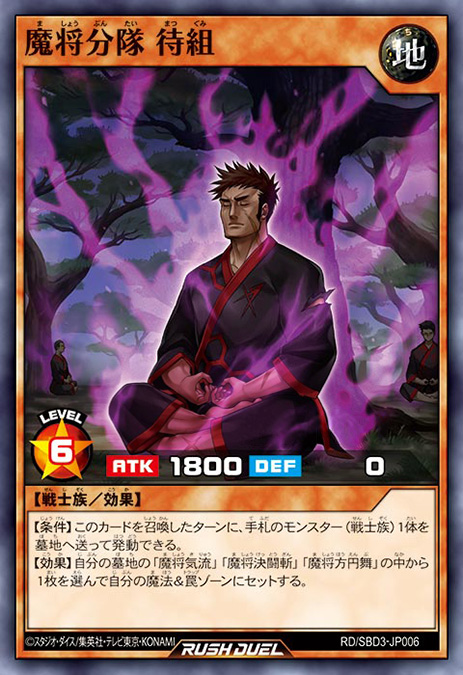 魔将分隊 待組
地
LEVEL
6
ATK 1800 DEF 0
【戦士族／効果】
【条件】このカードを召喚したターンに、手札のモンスター（戦士族）1体を
墓地へ送って発動できる。
【効果】自分の墓地の「魔将気流」「魔将決闘斬」「魔将方円舞」の中から
1枚を選んで自分の魔法＆罠ゾーンにセットする。
©スタジオ・ダイス/集英社・テレビ東京・KONAMI
RUSH DUEL
RD/SBD3-JP006